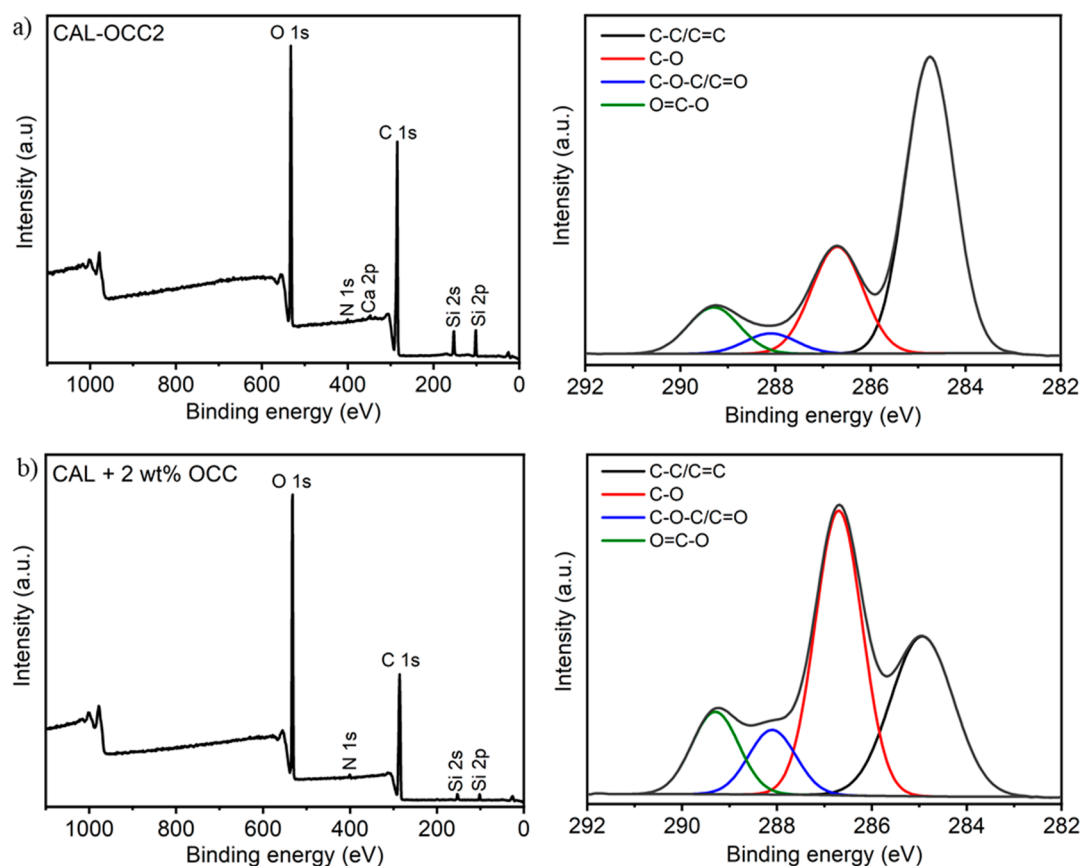 a)
CAL-OCC2
O 1s
C 1s
N 1s
Ca 2p
Si 2s
Si 2p
Intensity (a.u)
1000 800 600 400 200 0
Binding energy (eV)
C-C/C=C
C-O
C-O-C/C=O
O=C-O
Intensity (a.u.)
292 290 288 286 284 282
Binding energy (eV)
b)
CAL + 2 wt% OCC
O 1s
C 1s
N 1s
Si 2s
Si 2p
Intensity (a.u.)
1000 800 600 400 200 0
Binding energy (eV)
C-C/C=C
C-O
C-O-C/C=O
O=C-O
Intensity (a.u.)
292 290 288 286 284 282
Binding energy (eV)